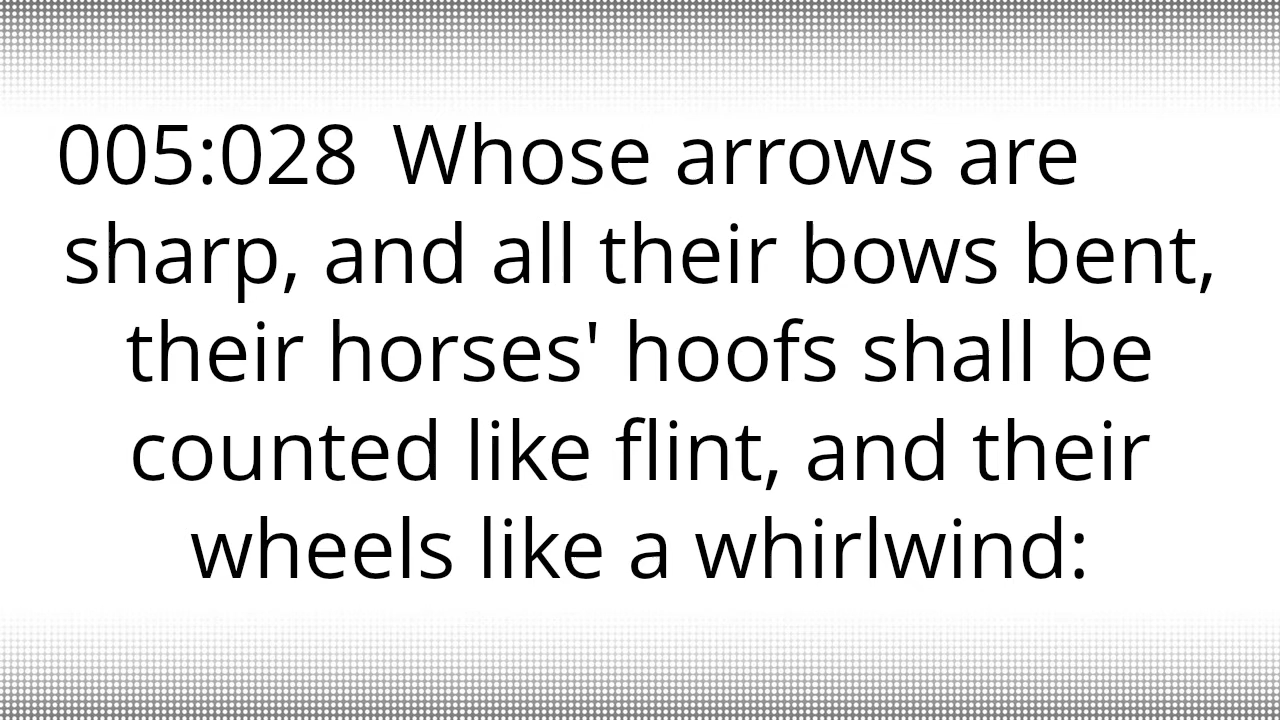 005:028 Whose arrows are
sharp, and all their bows bent,
their horses' hoofs shall be
counted like flint, and their
wheels like a whirlwind: